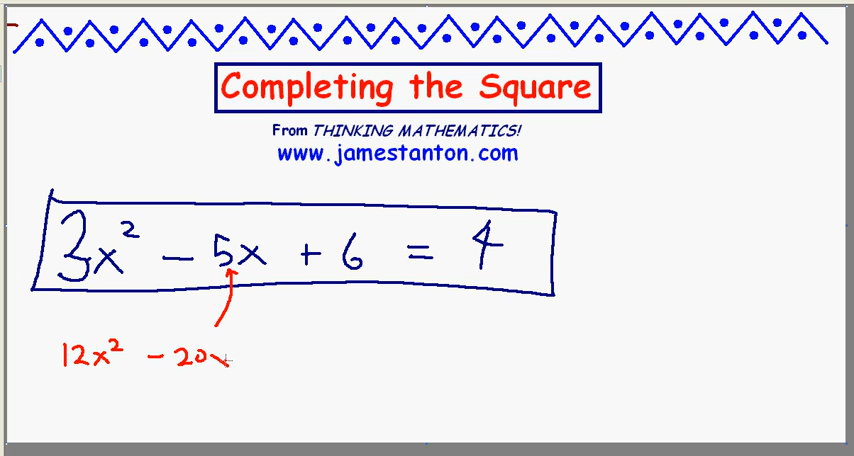 Completing the Square
From THINKING MATHEMATICS!
www.jamestanton.com
3x² - 5x + 6 = 4
12x² - 20x